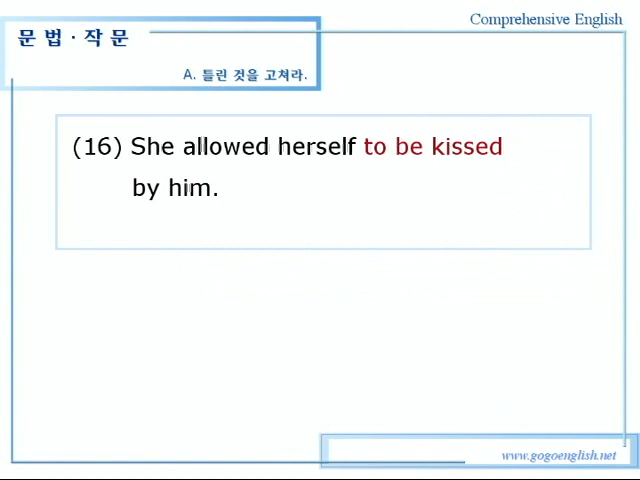 Comprehensive English
문 법 · 작 문
A. 틀린 것을 고쳐라.
(16) She allowed herself to be kissed
by him.
www.gogoenglish.net